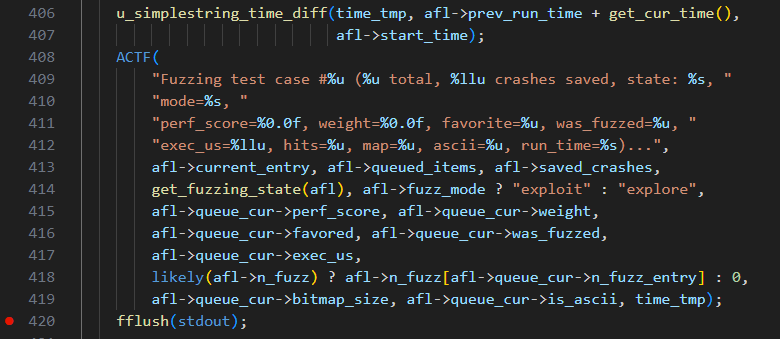 406 u_simplestring_time_diff(time_tmp, afl->prev_run_time + get_cur_time(),
407 afl->start_time);
408 ACTF(
409 "Fuzzing test case #%u (%u total, %llu crashes saved, state: %s, "
410 "mode=%s, "
411 "perf_score=%0.0f, weight=%0.0f, favorite=%u, was_fuzzed=%u, "
412 "exec_us=%llu, hits=%u, map=%u, ascii=%u, run_time=%s)...",
413 afl->current_entry, afl->queued_items, afl->saved_crashes,
414 get_fuzzing_state(afl), afl->fuzz_mode ? "exploit" : "explore",
415 afl->queue_cur->perf_score, afl->queue_cur->weight,
416 afl->queue_cur->favored, afl->queue_cur->was_fuzzed,
417 afl->queue_cur->exec_us,
418 likely(afl->n_fuzz) ? afl->n_fuzz[afl->queue_cur->n_fuzz_entry] : 0,
419 afl->queue_cur->bitmap_size, afl->queue_cur->is_ascii, time_tmp);
420 fflush(stdout);